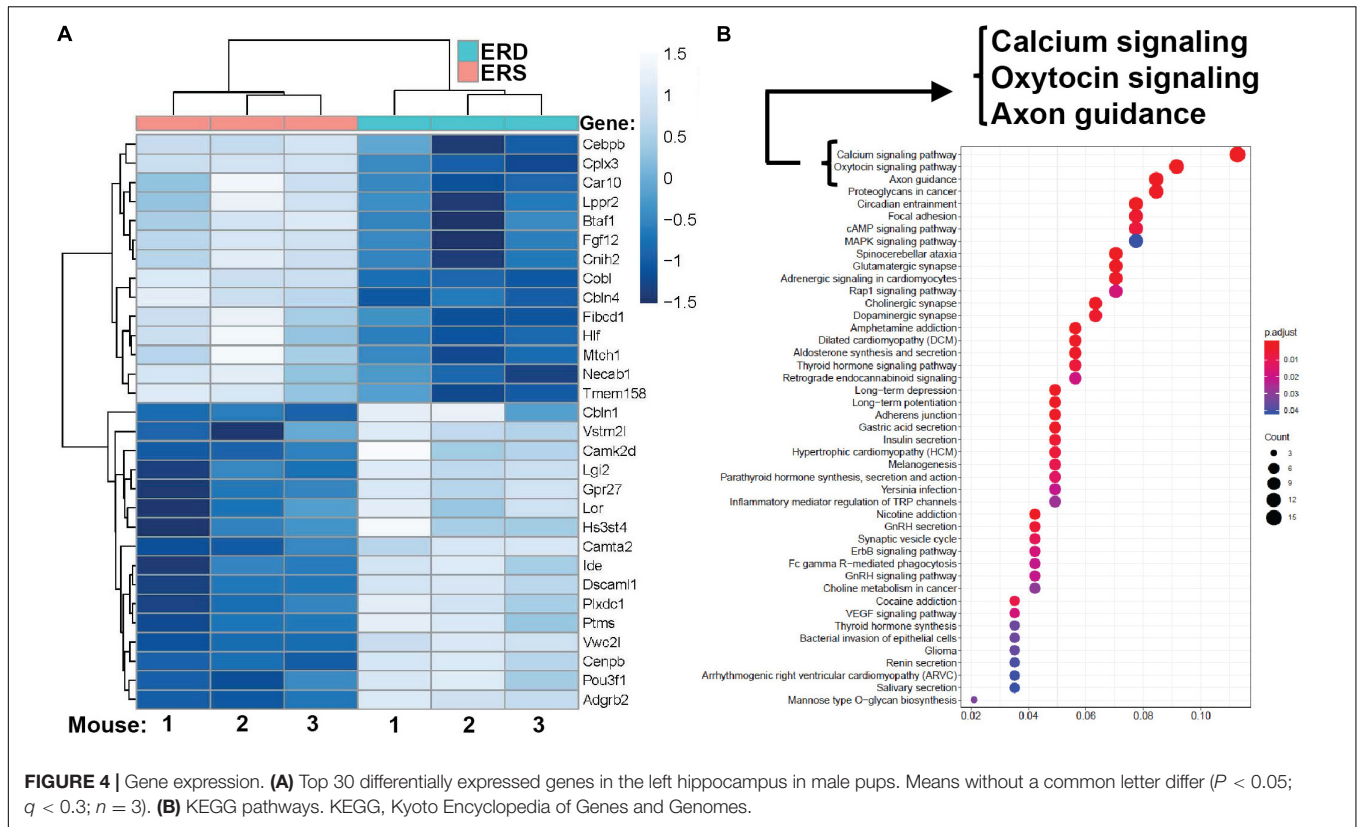 A
ERD
ERS
1.5
1
0.5
0
−0.5
−1
−1.5
Gene:
Cebpb
Cplx3
Car10
Lppr2
Btaf1
Fgf12
Cnih2
Cobl
Cbln4
Fibcd1
Hlf
Mtch1
Necab1
Tmem158
Cbln1
Vstm2l
Camk2d
Lgi2
Gpr27
Lor
Hs3st4
Camta2
Ide
Dscaml1
Plxdc1
Ptms
Vwc2l
Cenpb
Pou3f1
Adgrb2
Mouse: 1 2 3 1 2 3
B
Calcium signaling
Oxytocin signaling
Axon guidance
Calcium signaling pathway
Oxytocin signaling pathway
Axon guidance
Proteoglycans in cancer
Circadian entrainment
Focal adhesion
cAMP signaling pathway
MAPK signaling pathway
Spinocerebellar ataxia
Glutamatergic synapse
Adrenergic signaling in cardiomyocytes
Rap1 signaling pathway
Cholinergic synapse
Dopaminergic synapse
Amphetamine addiction
Dilated cardiomyopathy (DCM)
Aldosterone synthesis and secretion
Thyroid hormone signaling pathway
Retrograde endocannabinoid signaling
Long-term depression
Long-term potentiation
Adherens junction
Gastric acid secretion
Insulin secretion
Hypertrophic cardiomyopathy (HCM)
Melanogenesis
Parathyroid hormone synthesis, secretion and action
Yersinia infection
Inflammatory mediator regulation of TRP channels
Nicotine addiction
GnRH secretion
Synaptic vesicle cycle
ErbB signaling pathway
Fc gamma R-mediated phagocytosis
GnRH signaling pathway
Choline metabolism in cancer
Cocaine addiction
VEGF signaling pathway
Thyroid hormone synthesis
Bacterial invasion of epithelial cells
Glioma
Renin secretion
Arrhythmogenic right ventricular cardiomyopathy (ARVC)
Salivary secretion
Mannose type O-glycan biosynthesis
0.02 0.04 0.06 0.08 0.10
p.adjust
0.01
0.02
0.03
0.04
Count
3
6
9
12
15
FIGURE 4 | Gene expression. (A) Top 30 differentially expressed genes in the left hippocampus in male pups. Means without a common letter differ (P < 0.05;
q < 0.3; n = 3). (B) KEGG pathways. KEGG, Kyoto Encyclopedia of Genes and Genomes.